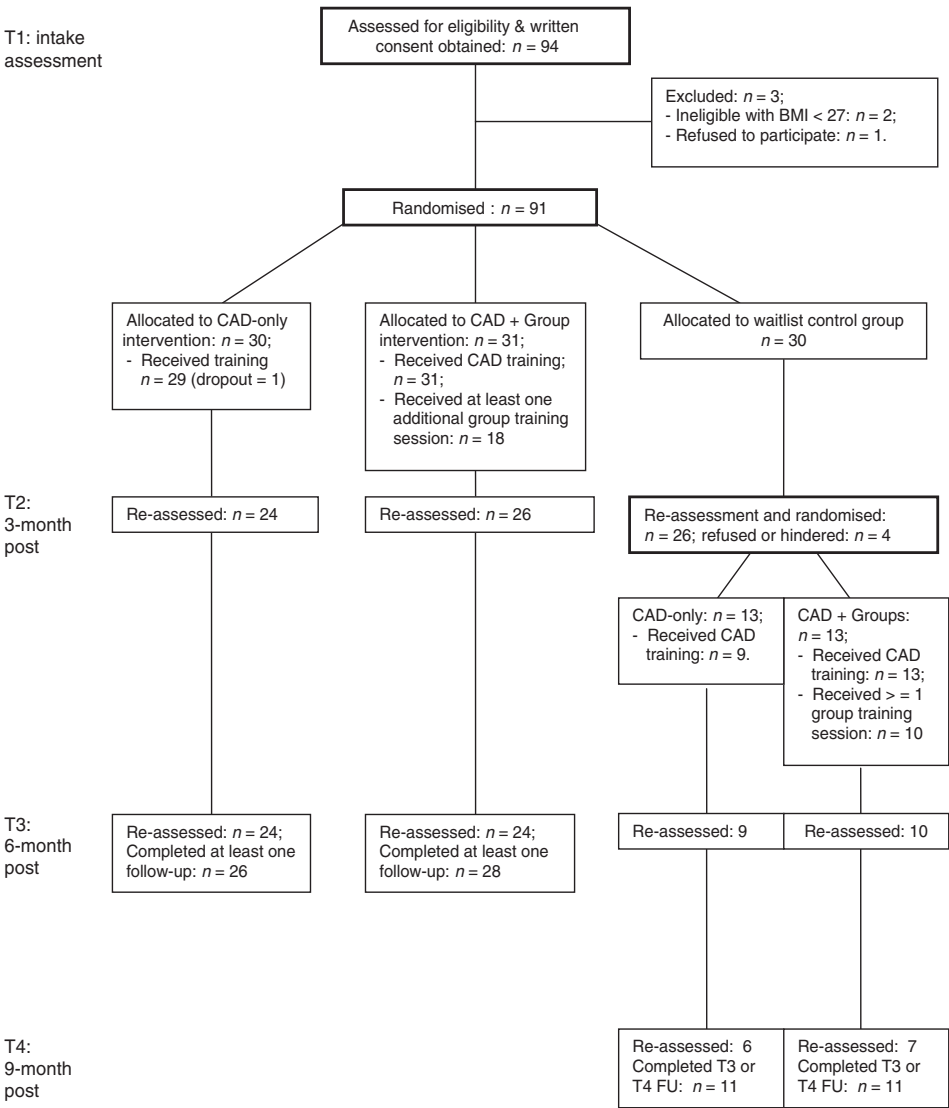 T1: intake
assessment
Assessed for eligibility & written
consent obtained: n = 94
Excluded: n = 3;
- Ineligible with BMI < 27: n = 2;
- Refused to participate: n = 1.
Randomised : n = 91
Allocated to CAD-only
intervention: n = 30;
- Received training
n = 29 (dropout = 1)
Allocated to CAD + Group
intervention: n = 31;
- Received CAD training;
n = 31;
- Received at least one
additional group training
session: n = 18
Allocated to waitlist control group
n = 30
T2:
3-month
post
Re-assessed: n = 24
Re-assessed: n = 26
Re-assessment and randomised:
n = 26; refused or hindered: n = 4
CAD-only: n = 13;
- Received CAD
training: n = 9.
CAD + Groups:
n = 13;
- Received CAD
training: n = 13;
- Received > = 1
group training
session: n = 10
T3:
6-month
post
Re-assessed: n = 24;
Completed at least one
follow-up: n = 26
Re-assessed: n = 24;
Completed at least one
follow-up: n = 28
Re-assessed: 9
Re-assessed: 10
T4:
9-month
post
Re-assessed: 6
Completed T3 or
T4 FU: n = 11
Re-assessed: 7
Completed T3 or
T4 FU: n = 11